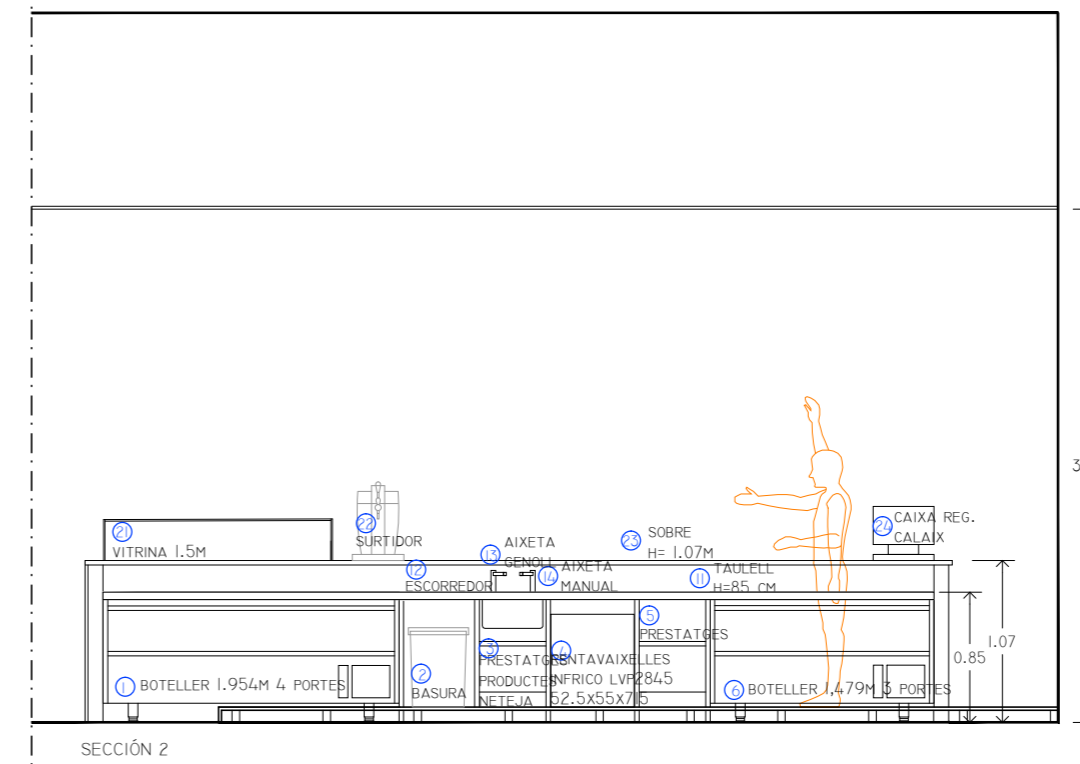 3
21
VITRINA 1.5M
22
SURTIDOR
23
SOBRE
H= 1.07M
24
CAIXA REG.
CALAIX
12
ESCORREDOR
13
AIXETA
GENOLL
14
AIXETA
MANUAL
11
TAULELL
H=85 CM
1
BOTELLER 1.954M 4 PORTES
2
BASURA
3
PRESTATGES
PRODUCTES
NETEJA
4
RENTAVAIXELLES
INFRICO LVP2845
52.5X55X715
5
PRESTATGES
6
BOTELLER 1,479M 3 PORTES
0.85
1.07
SECCIÓN 2